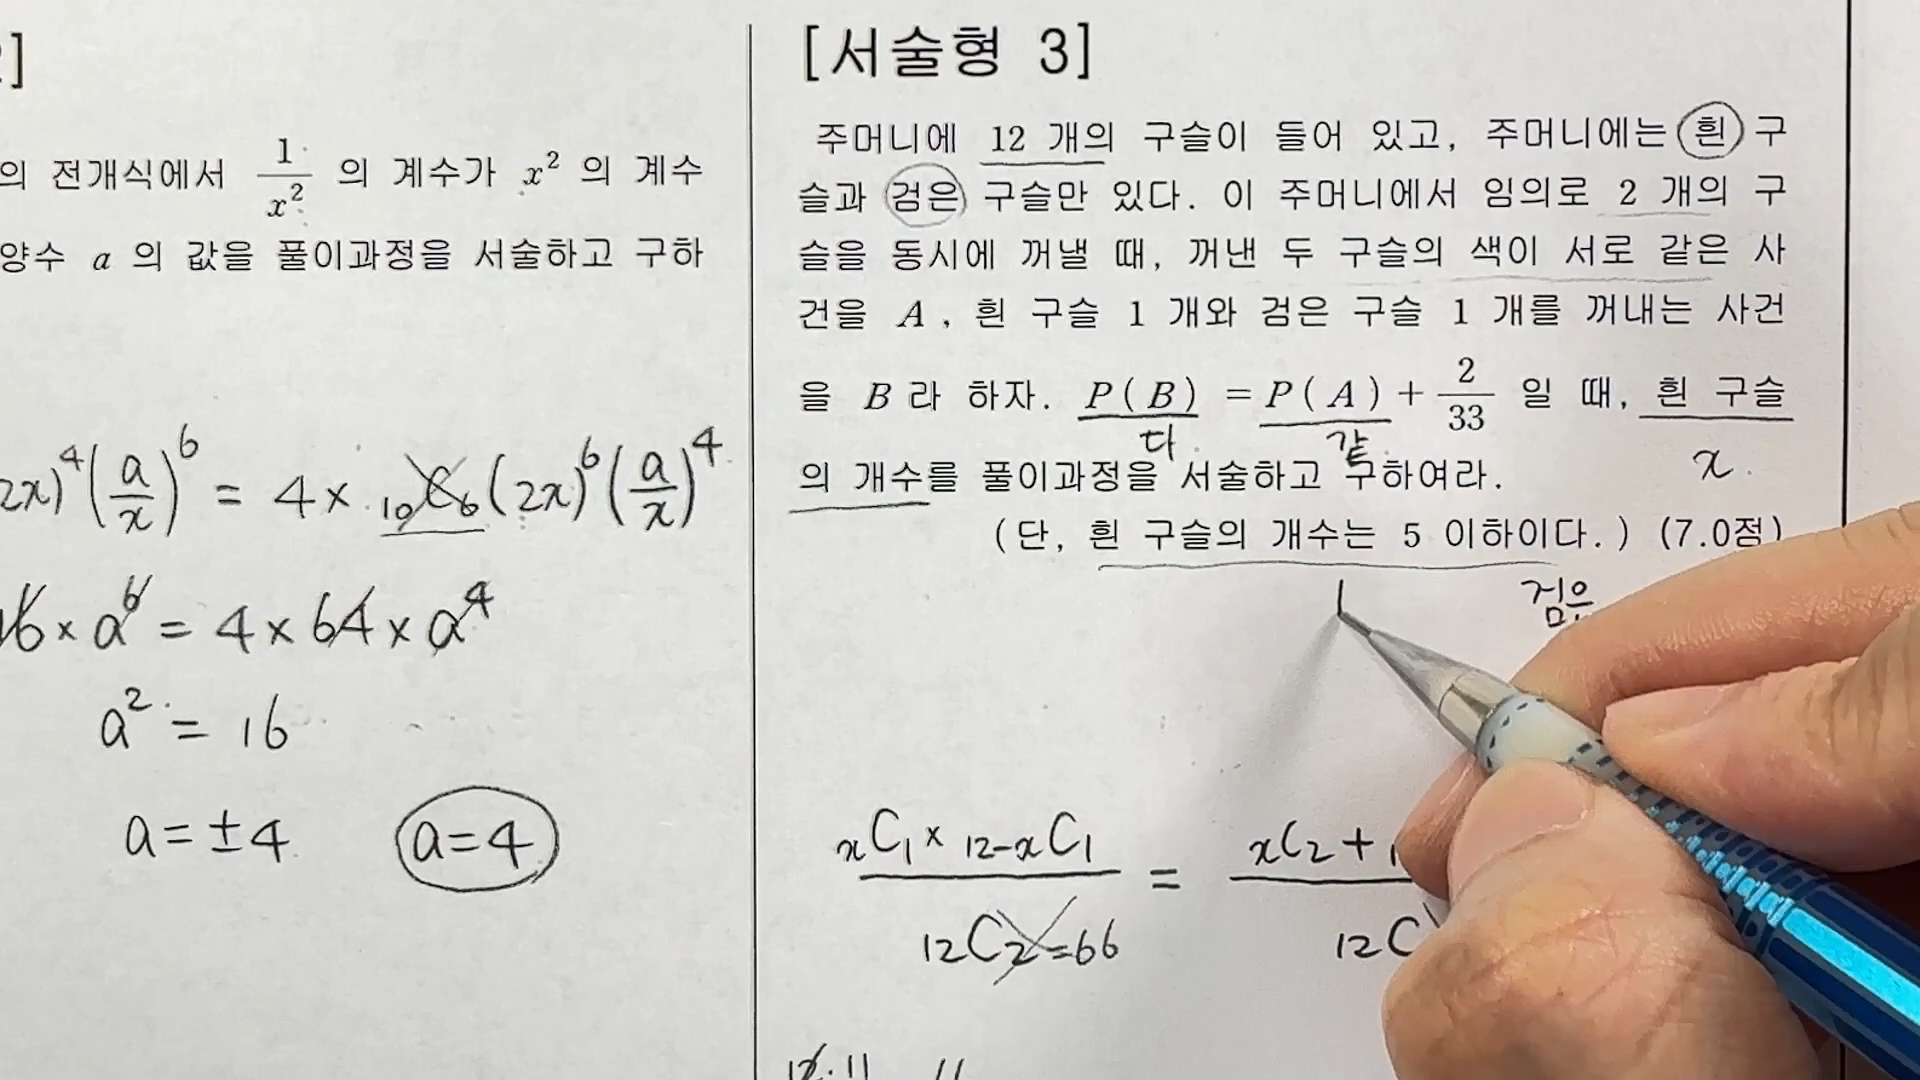 ]
의 전개식에서 1/x² 의 계수가 x² 의 계수
양수 a 의 값을 풀이과정을 서술하고 구하
2x)⁴(a/x)⁶ = 4× ₁₀C₆(2x)⁶(a/x)⁴
16×a⁶ = 4×64×a⁴
a² = 16
a=±4 a=4
[서술형 3]
주머니에 12 개의 구슬이 들어 있고, 주머니에는 흰 구
슬과 검은 구슬만 있다. 이 주머니에서 임의로 2 개의 구
슬을 동시에 꺼낼 때, 꺼낸 두 구슬의 색이 서로 같은 사
건을 A, 흰 구슬 1 개와 검은 구슬 1 개를 꺼내는 사건
을 B 라 하자. P(B) = P(A) + 2/33 일 때, 흰 구슬
다 같 x
의 개수를 풀이과정을 서술하고 구하여라.
(단, 흰 구슬의 개수는 5 이하이다.) (7.0점)
검은
xC₁× 12-xC₁ = xC₂+
12C₂=66 12C
12·11 11